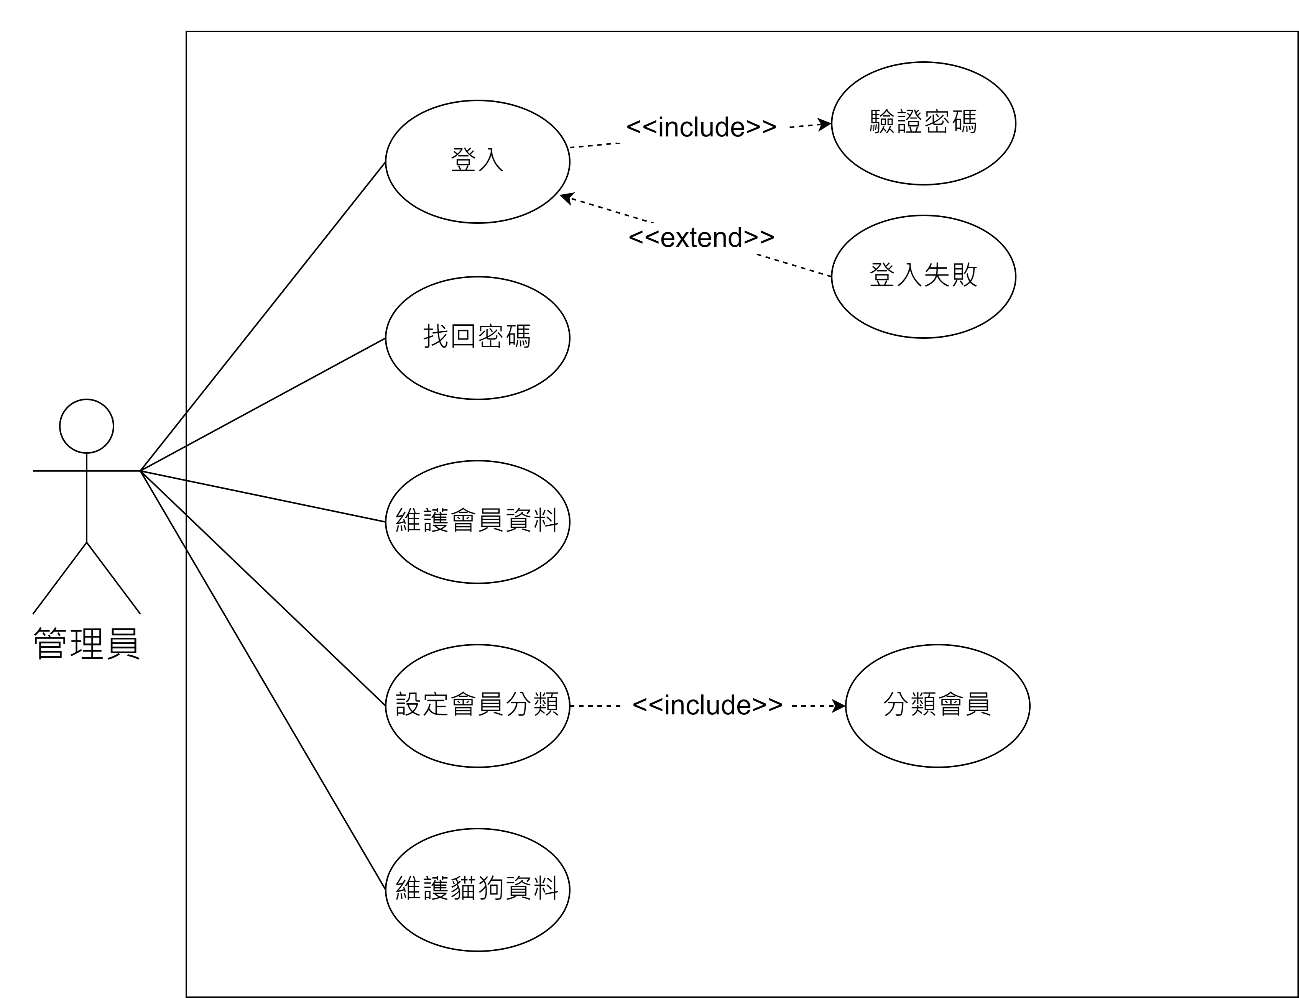 登入
<<include>>
驗證密碼
<<extend>>
登入失敗
找回密碼
維護會員資料
管理員
設定會員分類
<<include>>
分類會員
維護貓狗資料